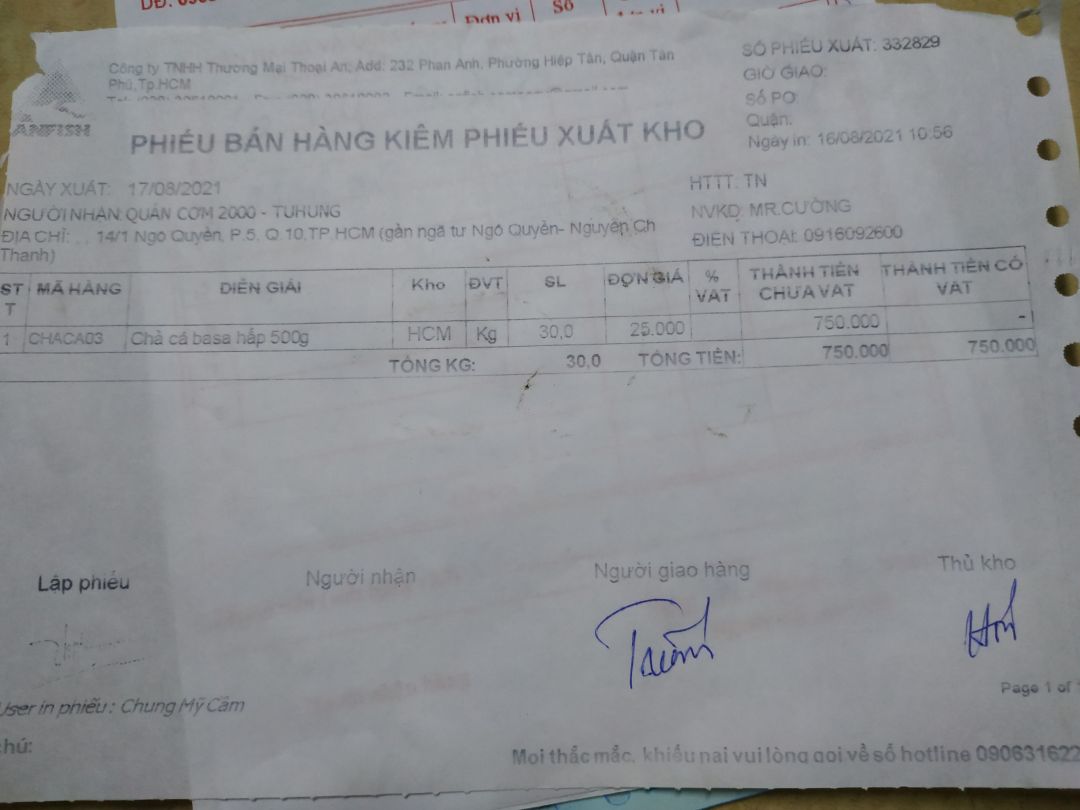 Đơn vị
Số
Công ty TNHH Thương Mại Thoại An, Add: 232 Phan Anh, Phường Hiệp Tân, Quận Tân
Phú,Tp.HCM
ANFISH
SỐ PHIẾU XUẤT: 332829
GIỜ GIAO:
Số PO
Quận:
Ngày in: 16/08/2021 10:56
PHIẾU BÁN HÀNG KIÊM PHIẾU XUẤT KHO
NGÀY XUẤT: 17/08/2021
HTTT: TN
NGƯỜI NHẬN: QUÁN CƠM 2000 - TUHUNG
NVKD: MR.CƯỜNG
ĐỊA CHỈ: , . 14/1 Ngô Quyền, P.5, Q.10,TP.HCM (gần ngã tư Ngô Quyền- Nguyễn Ch
Thanh)
ĐIỆN THOẠI: 0916092600
STT MÃ HÀNG DIỄN GIẢI Kho ĐVT SL ĐƠN GIÁ % VAT THÀNH TIỀN CHƯA VAT THÀNH TIỀN CÓ VAT
1 CHACA03 Chả cá basa hấp 500g HCM Kg 30,0 25.000 750.000 -
TỔNG KG: 30,0 TỔNG TIỀN: 750.000 750.000
Lập phiếu Người nhận Người giao hàng Thủ kho
Page 1 of
User in phiếu: Chung Mỹ Cầm
chú:
Mọi thắc mắc, khiếu nại vui lòng gọi về số hotline 090631622